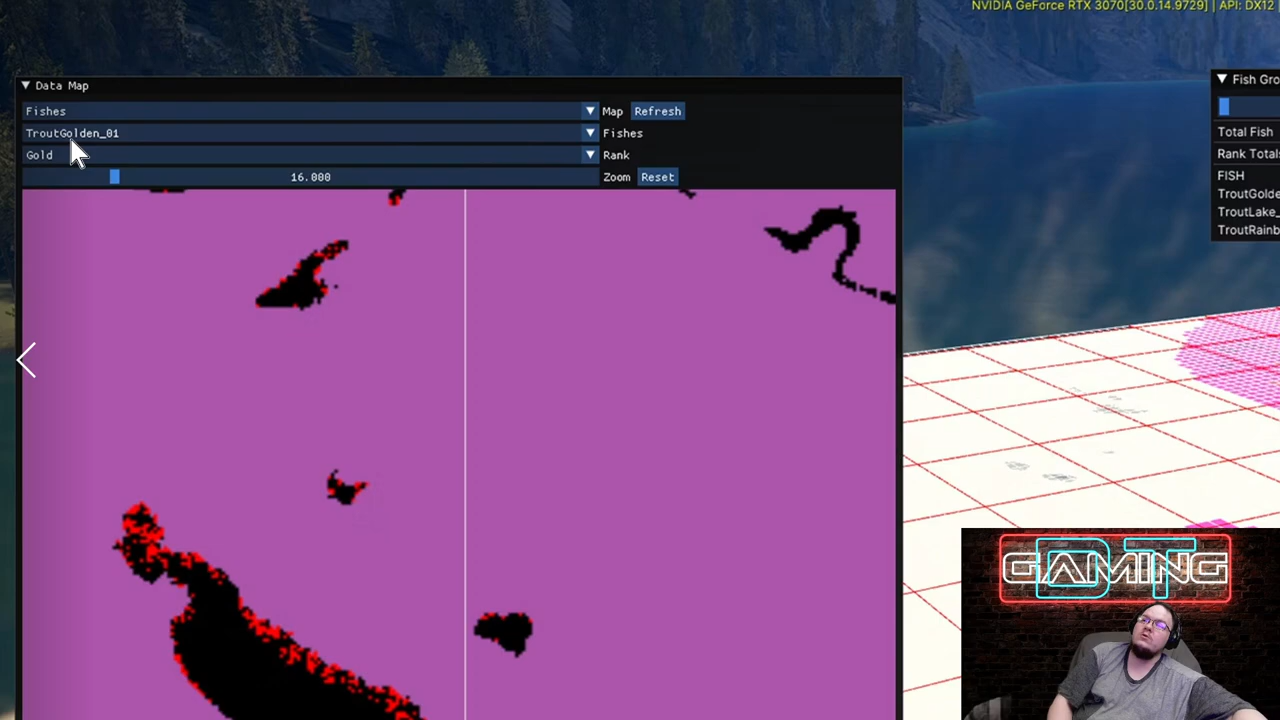 NVIDIA GeForce RTX 3070[30.0.14.9729] | API: DX12
Data Map
Fishes Map Refresh
TroutGolden_01 Fishes
Gold Rank
16.000 Zoom Reset
Fish Gro
Total Fish
Rank Totals
FISH
TroutGolde
TroutLake_
TroutRainb
DT
GAMING